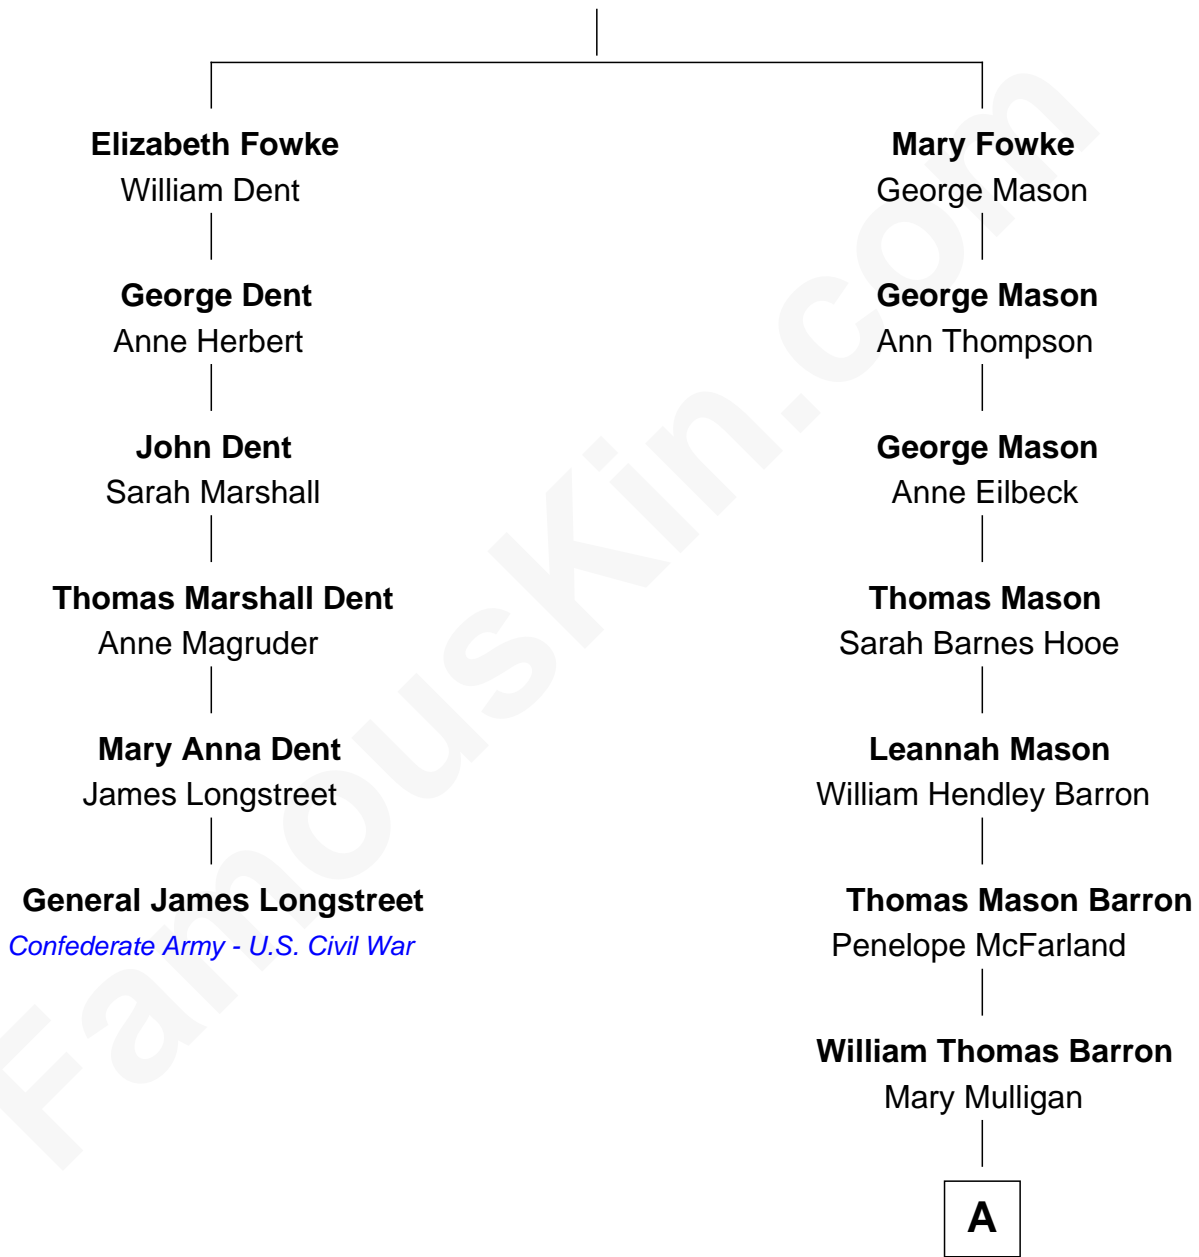 Elizabeth Fowke
William Dent
George Dent
Anne Herbert
John Dent
Sarah Marshall
Thomas Marshall Dent
Anne Magruder
Mary Anna Dent
James Longstreet
General James Longstreet
Confederate Army - U.S. Civil War
Mary Fowke
George Mason
George Mason
Ann Thompson
George Mason
Anne Eilbeck
Thomas Mason
Sarah Barnes Hooe
Leannah Mason
William Hendley Barron
Thomas Mason Barron
Penelope McFarland
William Thomas Barron
Mary Mulligan
A
FamousKin.com